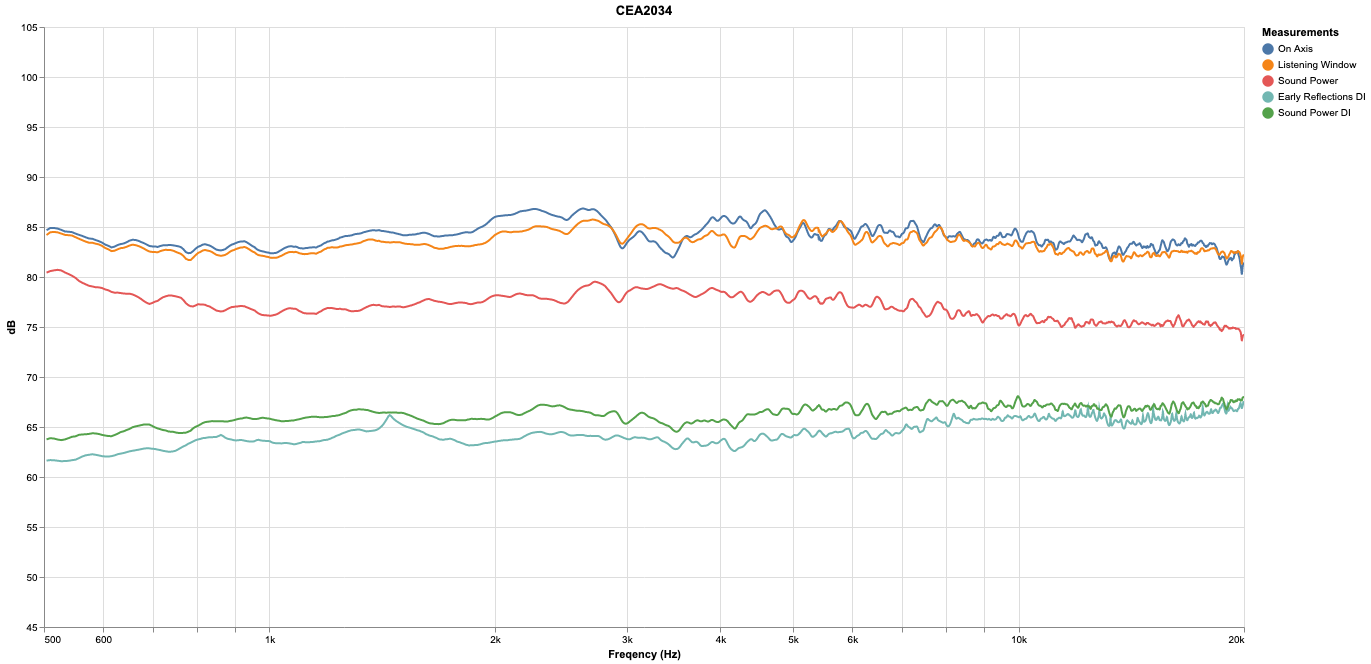 CEA2034
105
100
95
90
85
80
75
70
65
60
55
50
45
dB
500 600 1k 2k 3k 4k 5k 6k 10k 20k
Freqency (Hz)
Measurements
On Axis
Listening Window
Sound Power
Early Reflections DI
Sound Power DI